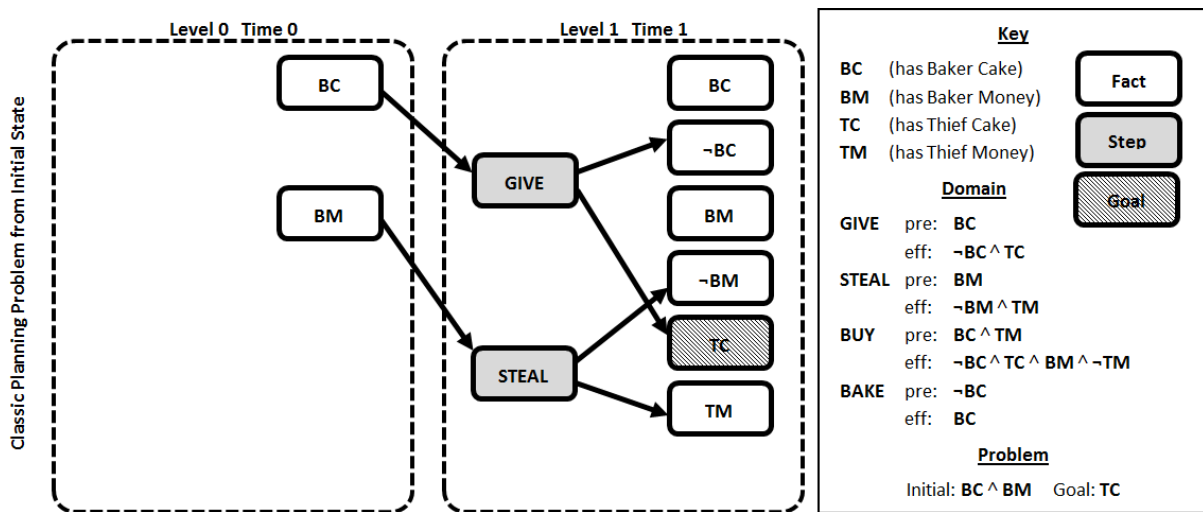 Classic Planning Problem from Initial State
Level 0 Time 0
BC
BM
Level 1 Time 1
GIVE
STEAL
BC
¬BC
BM
¬BM
TC
TM
Key
BC (has Baker Cake)
BM (has Baker Money)
TC (has Thief Cake)
TM (has Thief Money)
Fact
Step
Goal
Domain
GIVE pre: BC
eff: ¬BC ^ TC
STEAL pre: BM
eff: ¬BM ^ TM
BUY pre: BC ^ TM
eff: ¬BC ^ TC ^ BM ^ ¬TM
BAKE pre: ¬BC
eff: BC
Problem
Initial: BC ^ BM Goal: TC